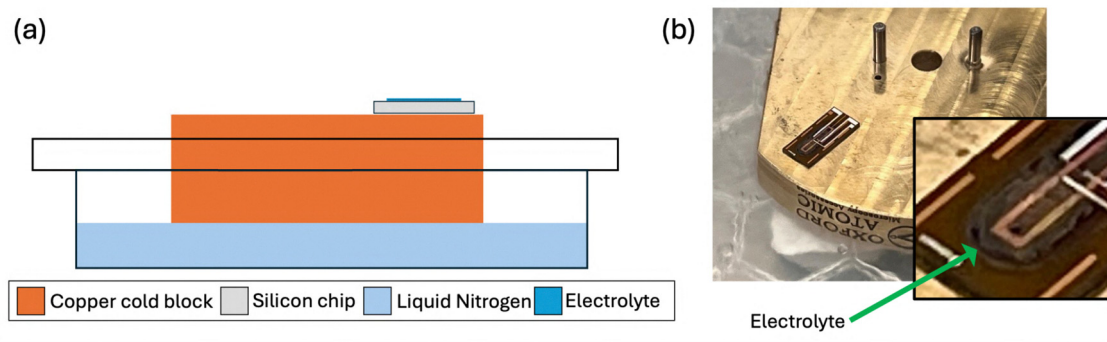 (a)
(b)
Copper cold block
Silicon chip
Liquid Nitrogen
Electrolyte
OXFORD
ATOMIC
Electrolyte